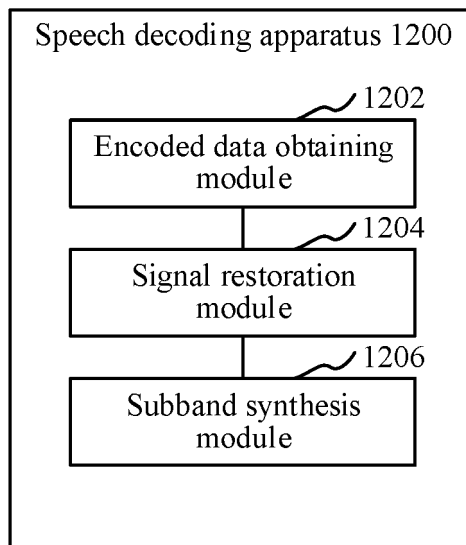 Speech decoding apparatus 1200
1202
Encoded data obtaining
module
1204
Signal restoration
module
1206
Subband synthesis
module